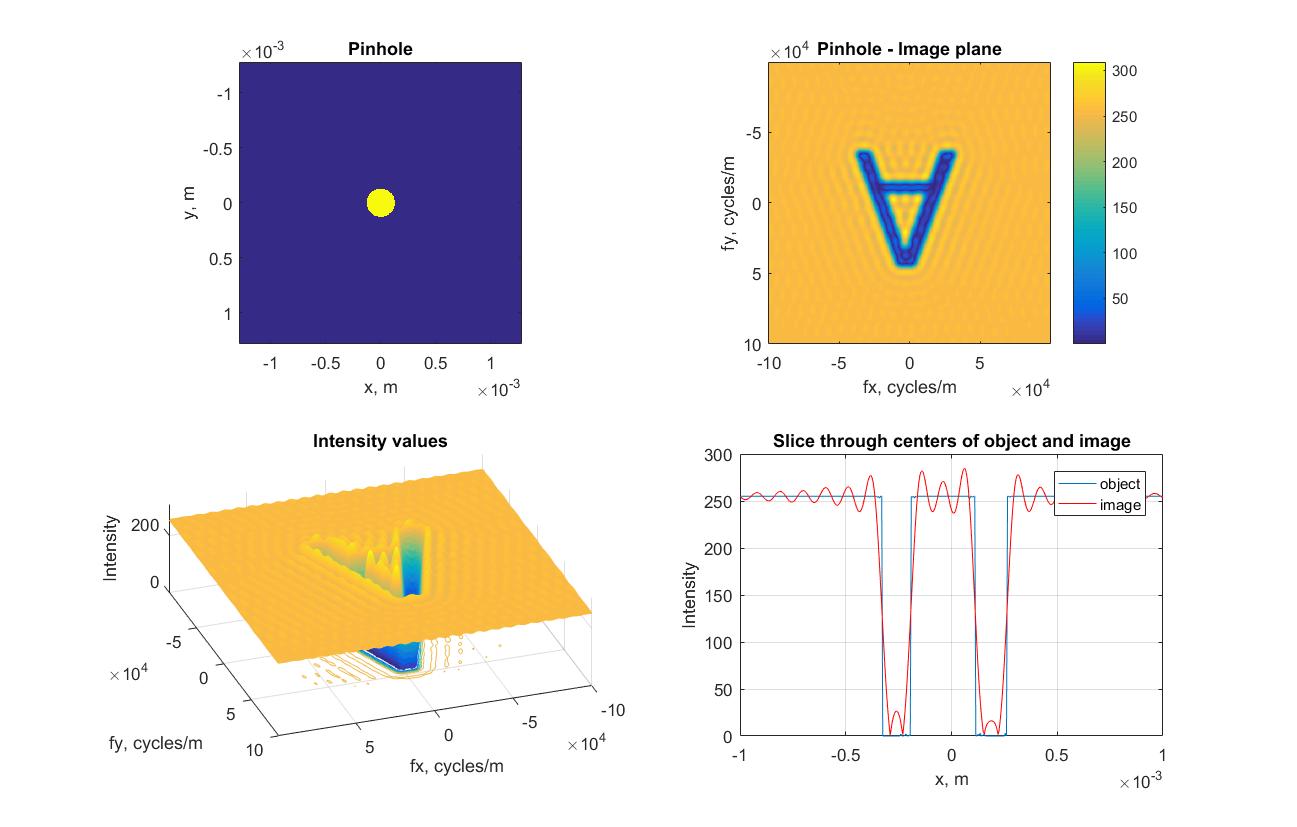 Pinhole
×10-3
-1
-0.5
0
0.5
1
y, m
-1 -0.5 0 0.5 1
x, m
×10-3
Pinhole - Image plane
×104
-5
0
5
10
fy, cycles/m
-10 -5 0 5
fx, cycles/m
×104
A
300
250
200
150
100
50
Intensity values
Intensity
200
0
-5
0
5
10
×104
fy, cycles/m
5 0 -5 -10
×104
fx, cycles/m
Slice through centers of object and image
300
250
200
150
100
50
0
Intensity
object
image
-1 -0.5 0 0.5 1
x, m
×10-3